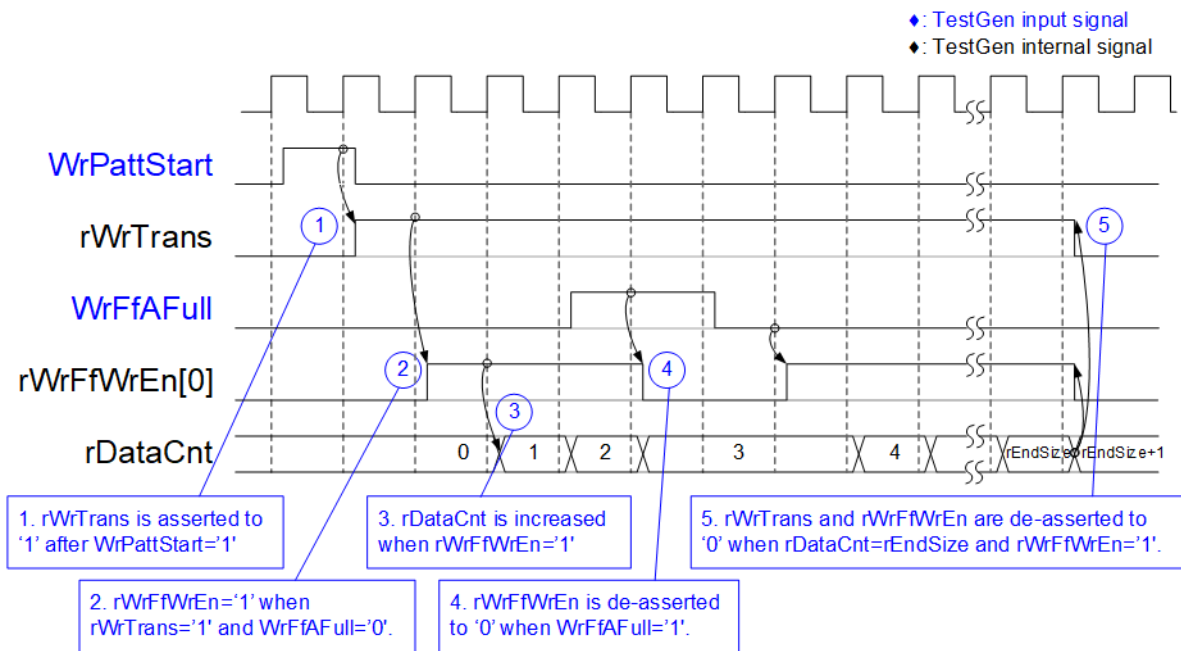 ♦: TestGen input signal
♦: TestGen internal signal
WrPattStart
rWrTrans
1
5
WrFfAFull
rWrFfWrEn[0]
2
4
3
rDataCnt
0
1
2
3
4
rEndSize
rEndSize+1
1. rWrTrans is asserted to
‘1’ after WrPattStart=’1’
3. rDataCnt is increased
when rWrFfWrEn=’1’
5. rWrTrans and rWrFfWrEn are de-asserted to
‘0’ when rDataCnt=rEndSize and rWrFfWrEn=’1’.
2. rWrFfWrEn=‘1’ when
rWrTrans=’1’ and WrFfAFull=’0’.
4. rWrFfWrEn is de-asserted
to ‘0’ when WrFfAFull=’1’.